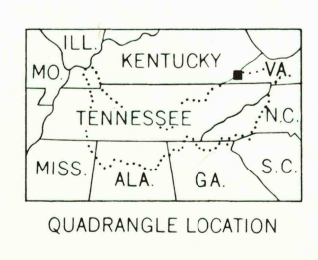 ILL.
KENTUCKY
MO.
VA.
TENNESSEE
N.C.
MISS.
ALA.
GA.
S.C.
QUADRANGLE LOCATION